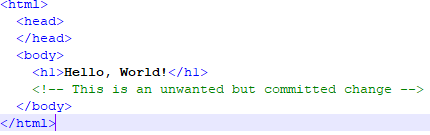 <html>
  <head>
  </head>
  <body>
    <h1>Hello, World!</h1>
    <!-- This is an unwanted but committed change -->
  </body>
</html>